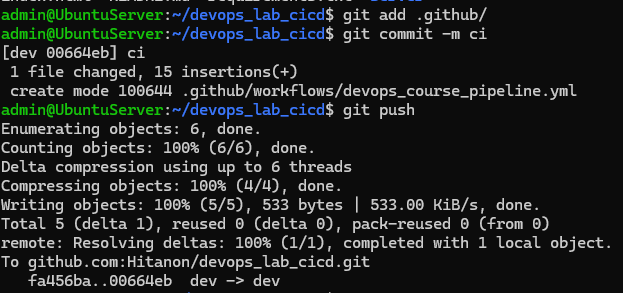 admin@UbuntuServer:~/devops_lab_cicd$ git add .github/
admin@UbuntuServer:~/devops_lab_cicd$ git commit -m ci
[dev 00664eb] ci
 1 file changed, 15 insertions(+)
 create mode 100644 .github/workflows/devops_course_pipeline.yml
admin@UbuntuServer:~/devops_lab_cicd$ git push
Enumerating objects: 6, done.
Counting objects: 100% (6/6), done.
Delta compression using up to 6 threads
Compressing objects: 100% (4/4), done.
Writing objects: 100% (5/5), 533 bytes | 533.00 KiB/s, done.
Total 5 (delta 1), reused 0 (delta 0), pack-reused 0 (from 0)
remote: Resolving deltas: 100% (1/1), completed with 1 local object.
To github.com:Hitanon/devops_lab_cicd.git
   fa456ba..00664eb  dev -> dev